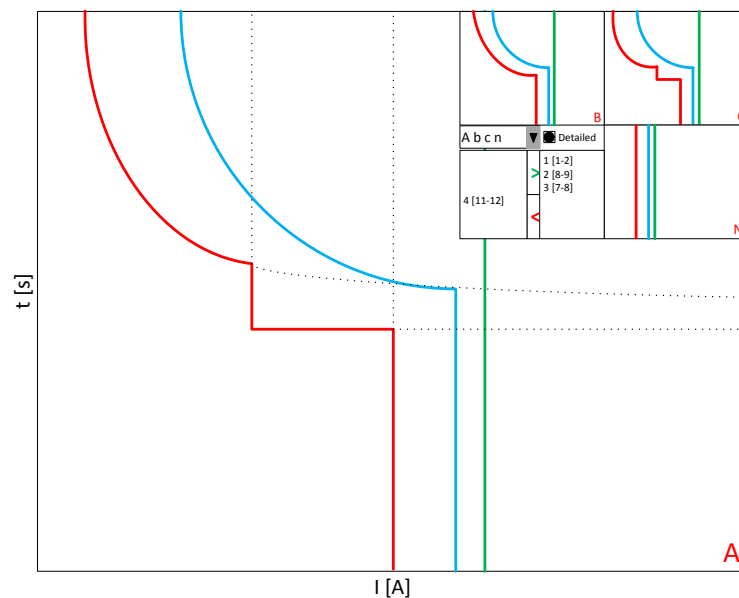 B
A b c n
Detailed
1 [1-2]
2 [8-9]
3 [7-8]
4 [11-12]
>
<
N
t [s]
A
I [A]